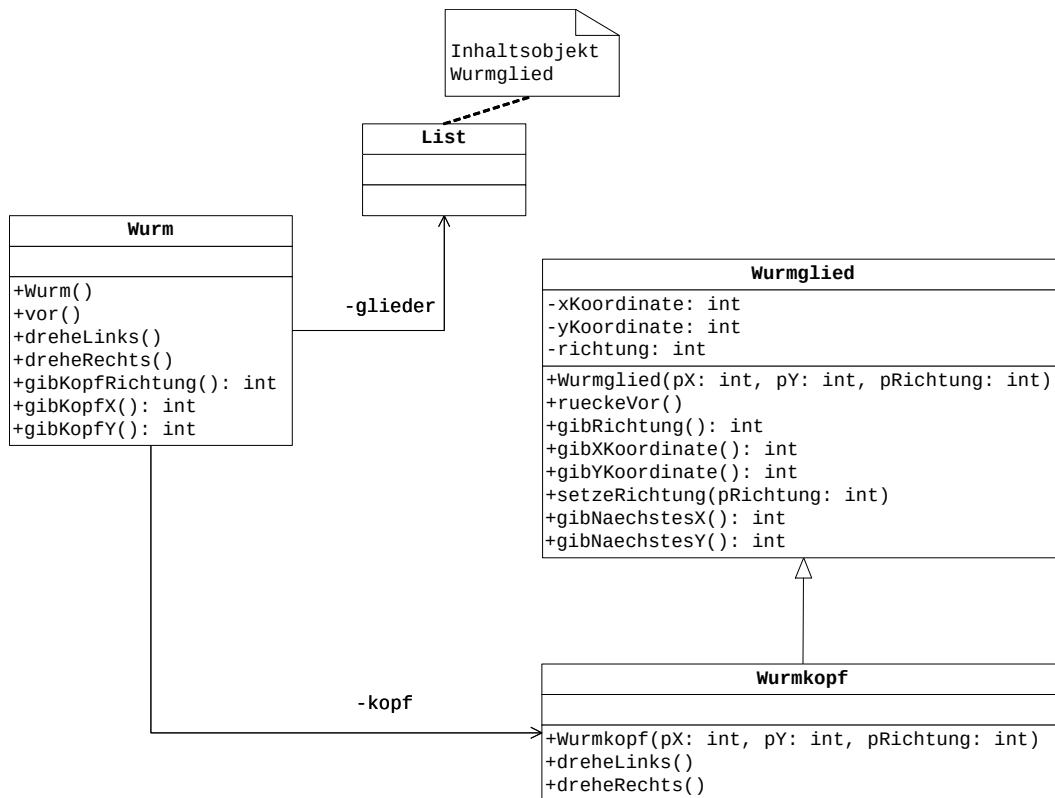 Inhaltsobjekt
Wurmglied
List
Wurm
+Wurm()
+vor()
+dreheLinks()
+dreheRechts()
+gibKopfRichtung(): int
+gibKopfX(): int
+gibKopfY(): int
-glieder
Wurmglied
-xKoordinate: int
-yKoordinate: int
-richtung: int
+Wurmglied(pX: int, pY: int, pRichtung: int)
+rueckeVor()
+gibRichtung(): int
+gibXKoordinate(): int
+gibYKoordinate(): int
+setzeRichtung(pRichtung: int)
+gibNaechstesX(): int
+gibNaechstesY(): int
-kopf
Wurmkopf
+Wurmkopf(pX: int, pY: int, pRichtung: int)
+dreheLinks()
+dreheRechts()